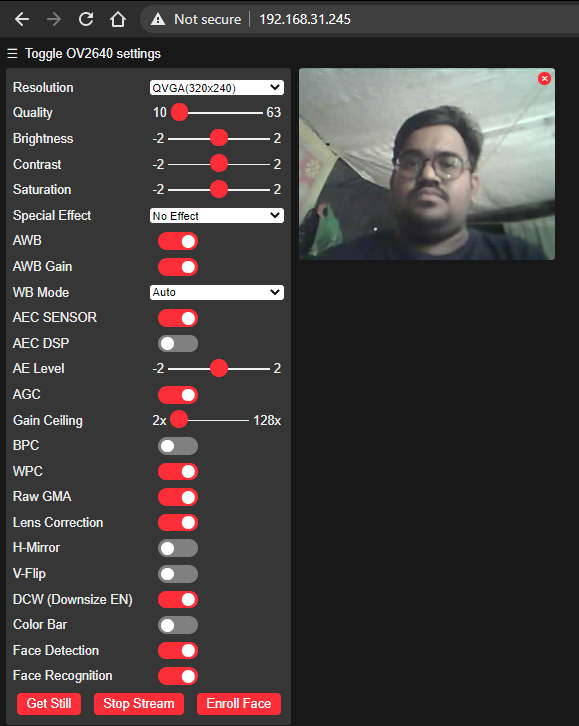 Not secure | 192.168.31.245
☰ Toggle OV2640 settings
Resolution QVGA(320x240)
Quality 10 63
Brightness -2 2
Contrast -2 2
Saturation -2 2
Special Effect No Effect
AWB
AWB Gain
WB Mode Auto
AEC SENSOR
AEC DSP
AE Level -2 2
AGC
Gain Ceiling 2x 128x
BPC
WPC
Raw GMA
Lens Correction
H-Mirror
V-Flip
DCW (Downsize EN)
Color Bar
Face Detection
Face Recognition
Get Still Stop Stream Enroll Face